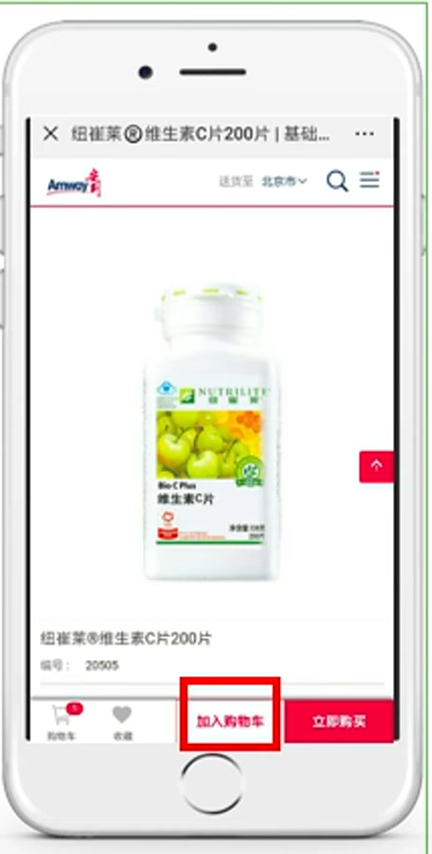 纽崔莱®维生素C片200片 | 基础...
Amway 安利
送货至 北京市
NUTRILITE
纽崔莱
Bio C Plus
维生素C片
纽崔莱®维生素C片200片
编号： 20505
购物车
收藏
加入购物车
立即购买